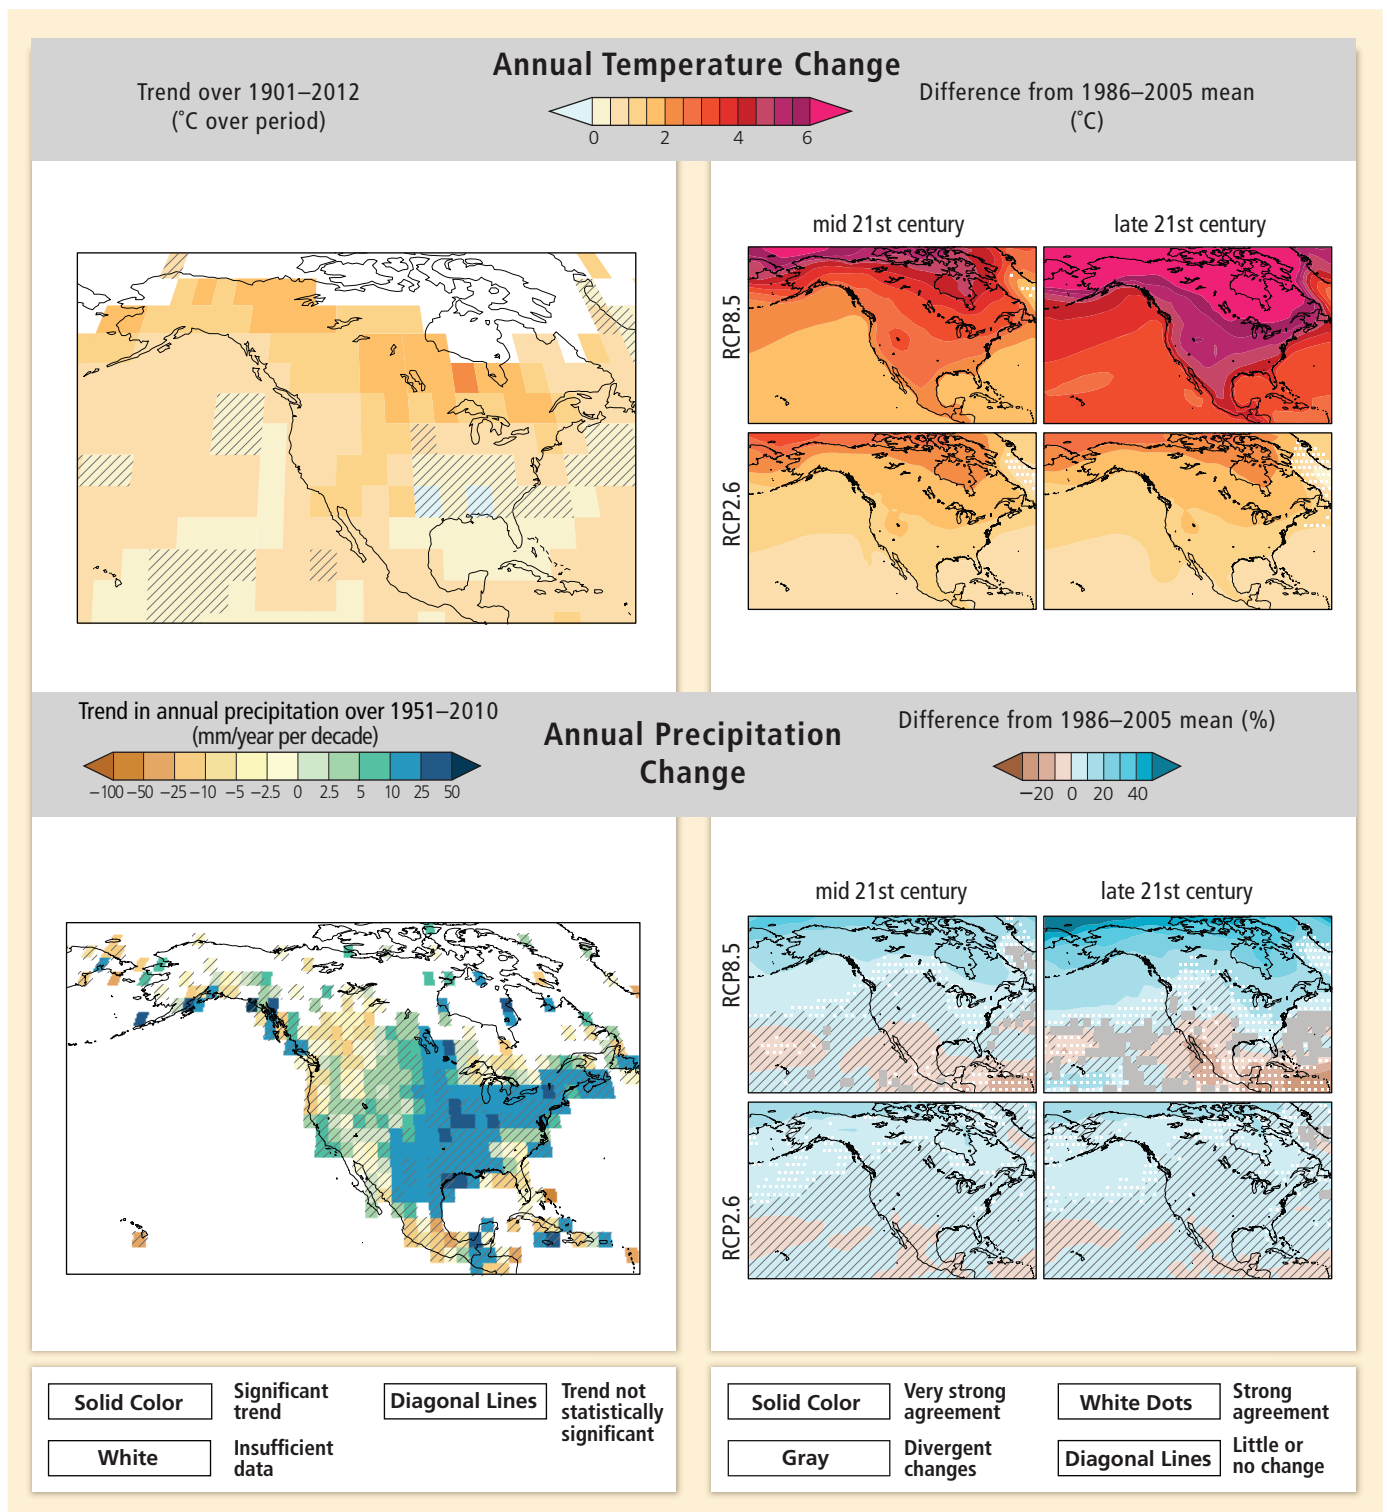 Annual Temperature Change
Trend over 1901–2012
(˚C over period)
0 2 4 6
Difference from 1986–2005 mean
(˚C)
mid 21st century
late 21st century
RCP8.5
RCP2.6
Trend in annual precipitation over 1951–2010
(mm/year per decade)
−100 −50 −25 −10 −5 −2.5 0 2.5 5 10 25 50
Annual Precipitation
Change
Difference from 1986–2005 mean (%)
−20 0 20 40
mid 21st century
late 21st century
RCP8.5
RCP2.6
Solid Color
Significant
trend
Diagonal Lines
Trend not
statistically
significant
White
Insufficient
data
Solid Color
Very strong
agreement
White Dots
Strong
agreement
Gray
Divergent
changes
Diagonal Lines
Little or
no change